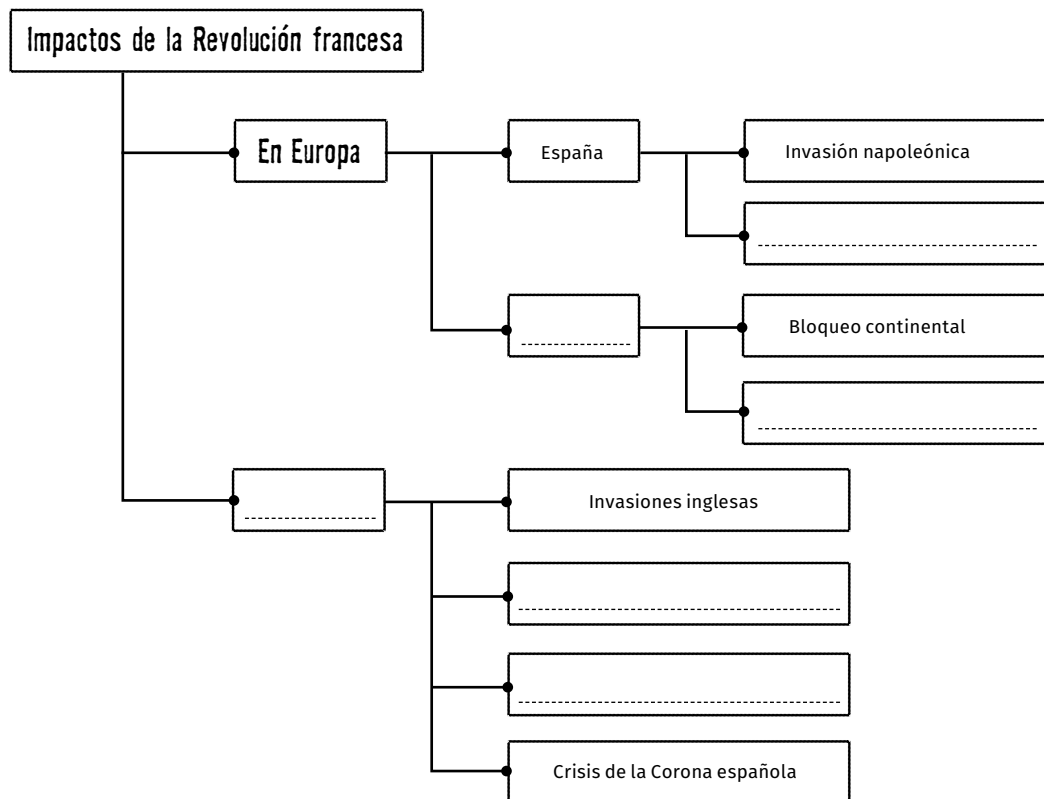 Impactos de la Revolución francesa
En Europa
España
Invasión napoleónica
Bloqueo continental
Invasiones inglesas
Crisis de la Corona española